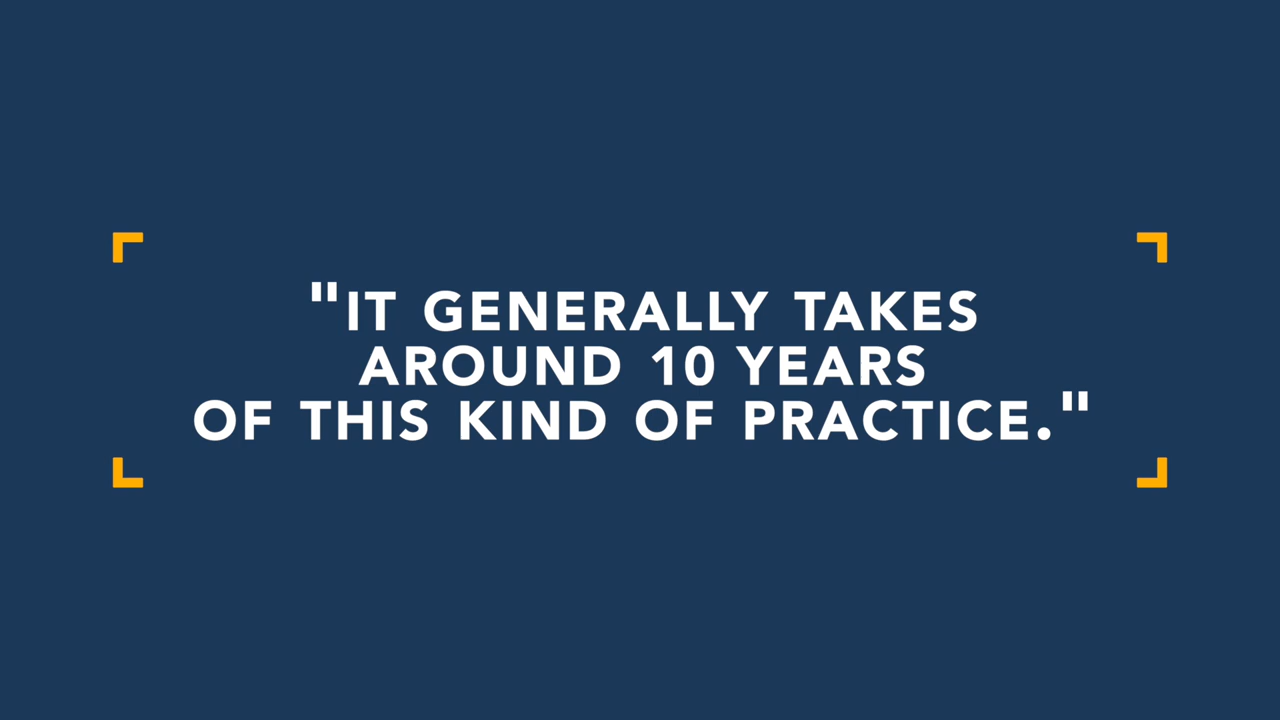 "IT GENERALLY TAKES
AROUND 10 YEARS
OF THIS KIND OF PRACTICE."